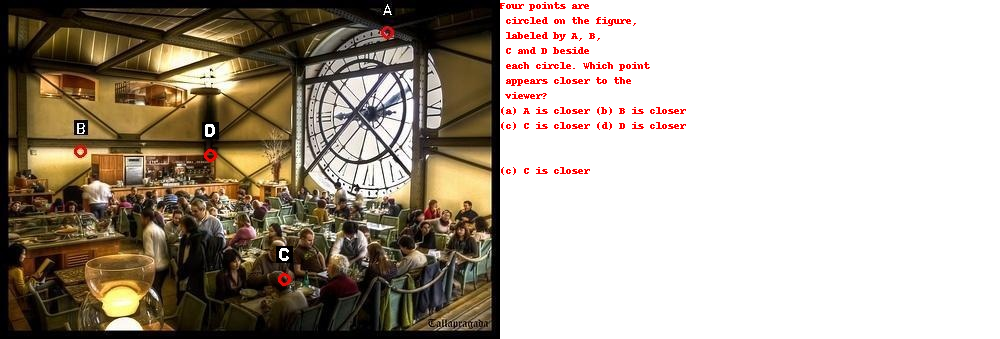 A
B
D
C
Tallapragada
Four points are
circled on the figure,
labeled by A, B,
C and D beside
each circle. Which point
appears closer to the
viewer?
(a) A is closer (b) B is closer
(c) C is closer (d) D is closer
(c) C is closer